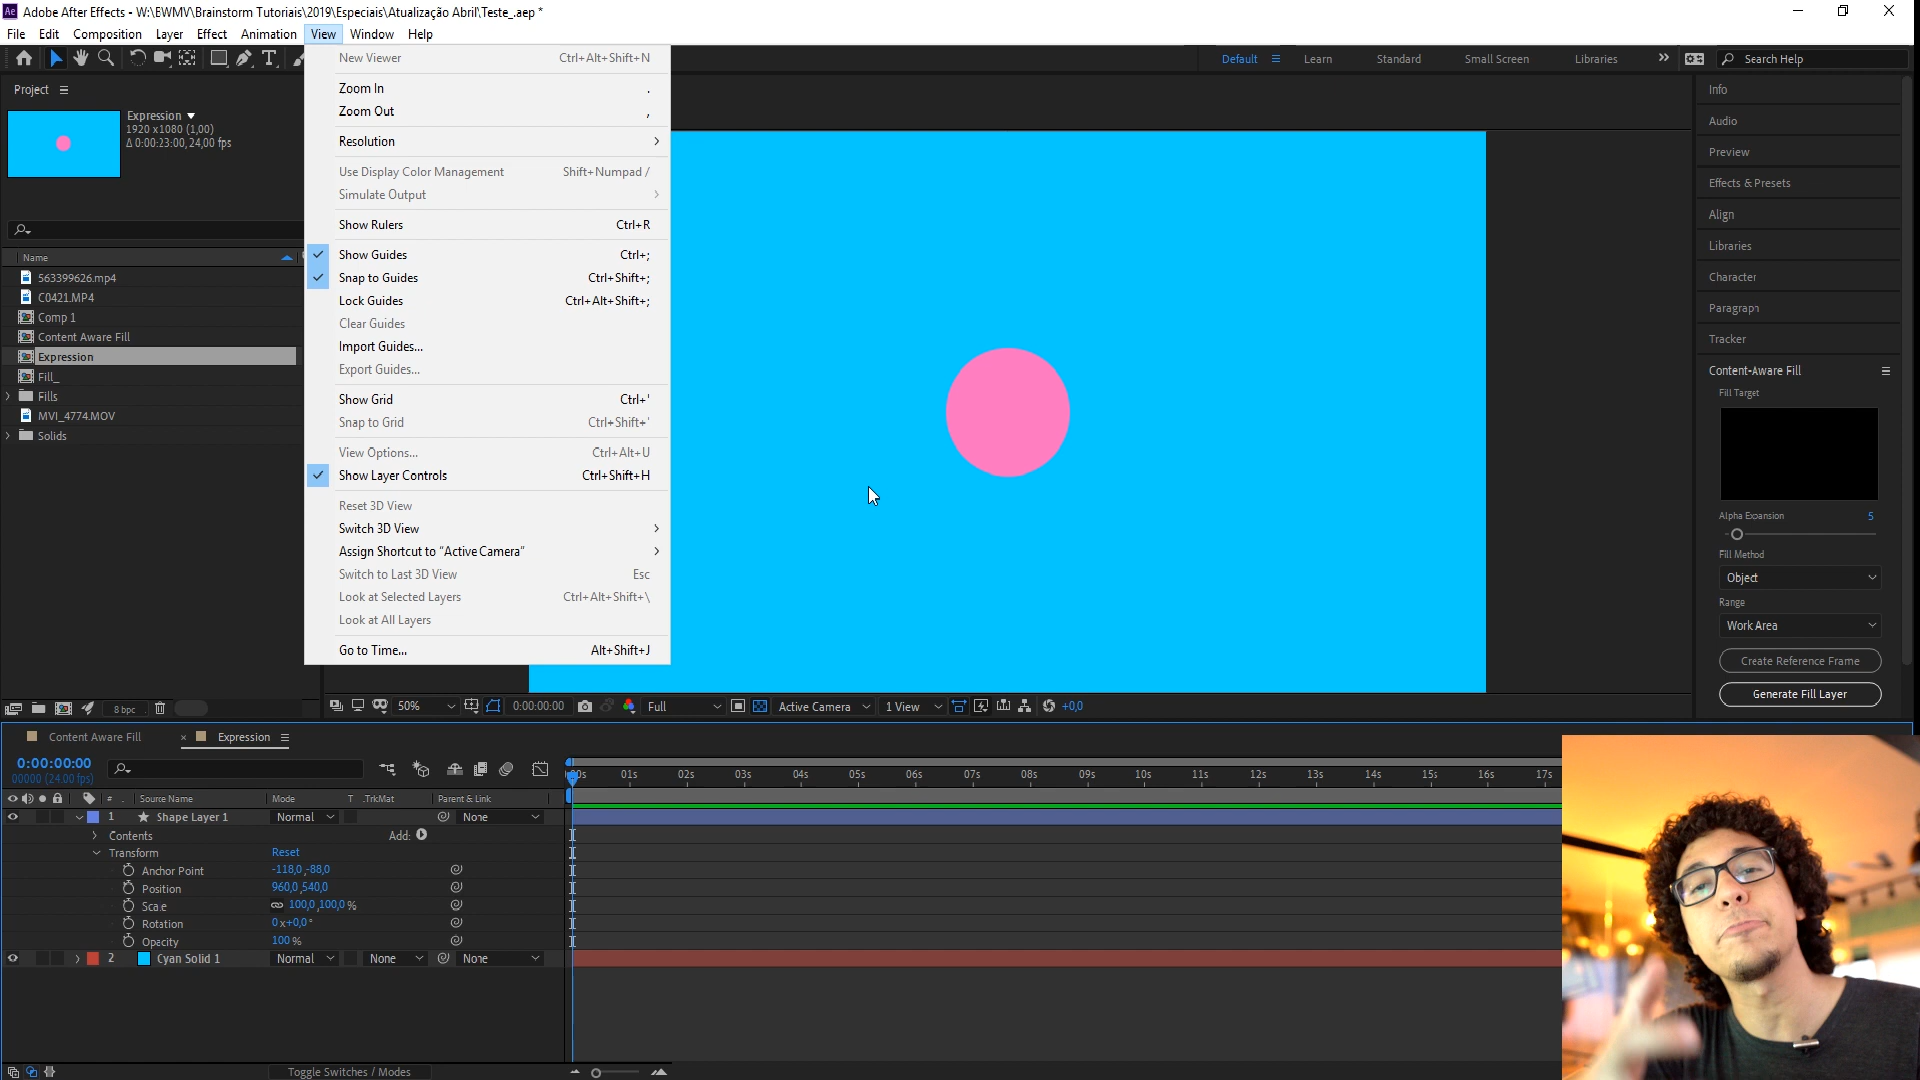 Ae Adobe After Effects - W:\EWMV\Brainstorm Tutoriais\2019\Especiais\Atualização Abril\Teste_.aep *
File Edit Composition Layer Effect Animation View Window Help
Default Learn Standard Small Screen Libraries Search Help
New Viewer Ctrl+Alt+Shift+N
Zoom In .
Zoom Out ,
Resolution
Use Display Color Management Shift+Numpad /
Simulate Output
Show Rulers Ctrl+R
Show Guides Ctrl+;
Snap to Guides Ctrl+Shift+;
Lock Guides Ctrl+Alt+Shift+;
Clear Guides
Import Guides...
Export Guides...
Show Grid Ctrl+'
Snap to Grid Ctrl+Shift+'
View Options... Ctrl+Alt+U
Show Layer Controls Ctrl+Shift+H
Reset 3D View
Switch 3D View
Assign Shortcut to "Active Camera"
Switch to Last 3D View Esc
Look at Selected Layers Ctrl+Alt+Shift+\
Look at All Layers
Go to Time... Alt+Shift+J
Project
Expression
1920 x1080 (1,00)
Δ 0:00:23:00, 24,00 fps
Name
563399626.mp4
C0421.MP4
Comp 1
Content Aware Fill
Expression
Fill_
Fills
MVI_4774.MOV
Solids
8 bpc
Info
Audio
Preview
Effects & Presets
Align
Libraries
Character
Paragraph
Tracker
Content-Aware Fill
Fill Target
Alpha Expansion 5
Fill Method
Object
Range
Work Area
Create Reference Frame
Generate Fill Layer
50% 0:00:00:00 Full Active Camera 1 View +0,0
Content Aware Fill × Expression
0:00:00:00
00000 (24.00 fps)
:00s 01s 02s 03s 04s 05s 06s 07s 08s 09s 10s 11s 12s 13s 14s 15s 16s 17s
# . Source Name Mode T .TrkMat Parent & Link
1 Shape Layer 1 Normal None
Contents Add:
Transform Reset
Anchor Point -118,0,-88,0
Position 960,0,540,0
Scale 100,0,100,0%
Rotation 0x+0,0°
Opacity 100%
2 Cyan Solid 1 Normal None None
Toggle Switches / Modes